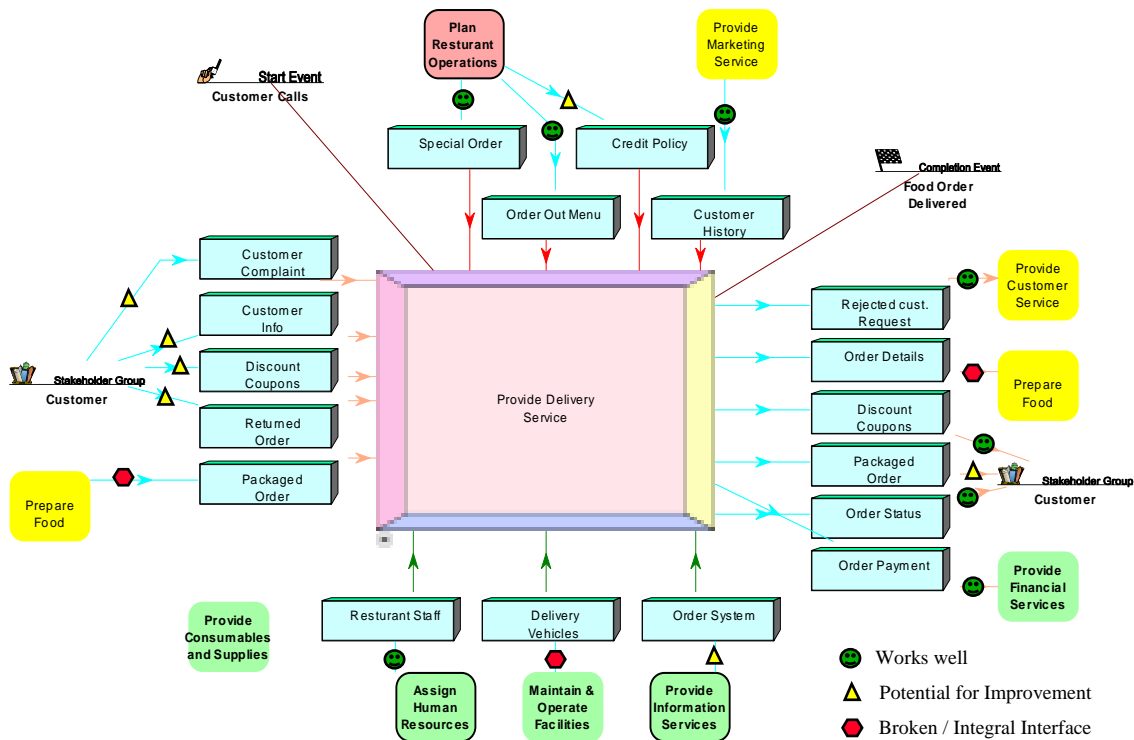 Plan
Resturant
Operations
Provide
Marketing
Service
Start Event
Customer Calls
Special Order
Credit Policy
Completion Event
Food Order
Delivered
Order Out Menu
Customer
History
Customer
Complaint
Customer
Info
Discount
Coupons
Returned
Order
Packaged
Order
Stakeholder Group
Customer
Prepare
Food
Provide Delivery
Service
Rejected cust.
Request
Order Details
Discount
Coupons
Packaged
Order
Order Status
Order Payment
Provide
Customer
Service
Prepare
Food
Stakeholder Group
Customer
Provide
Financial
Services
Resturant Staff
Delivery
Vehicles
Order System
Provide
Consumables
and Supplies
Assign
Human
Resources
Maintain &
Operate
Facilities
Provide
Information
Services
Works well
Potential for Improvement
Broken / Integral Interface